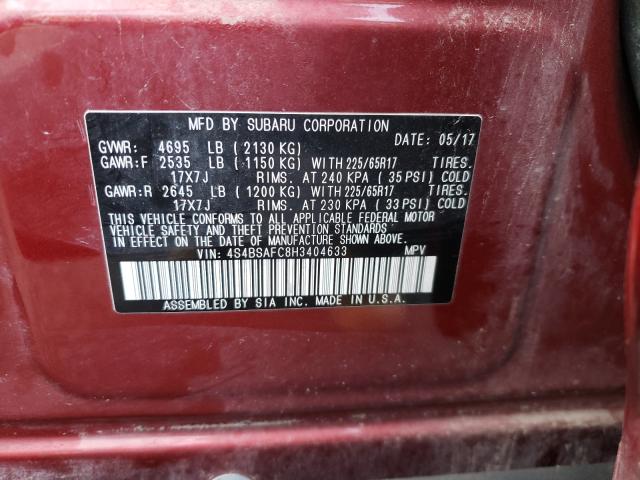 MFD BY SUBARU CORPORATION
GVWR: 4695 LB (2130 KG) DATE: 05/17
GAWR:F 2535 LB (1150 KG) WITH 225/65R17 TIRES.
17X7J RIMS. AT 240 KPA (35 PSI) COLD
GAWR:R 2645 LB (1200 KG) WITH 225/65R17 TIRES.
17X7J RIMS. AT 230 KPA (33 PSI) COLD
THIS VEHICLE CONFORMS TO ALL APPLICABLE FEDERAL MOTOR
VEHICLE SAFETY AND THEFT PREVENTION STANDARDS
IN EFFECT ON THE DATE OF MANUFACTURE SHOWN ABOVE.
VIN: 4S4BSAFC8H3404633 MPV
ASSEMBLED BY SIA INC. MADE IN U.S.A.